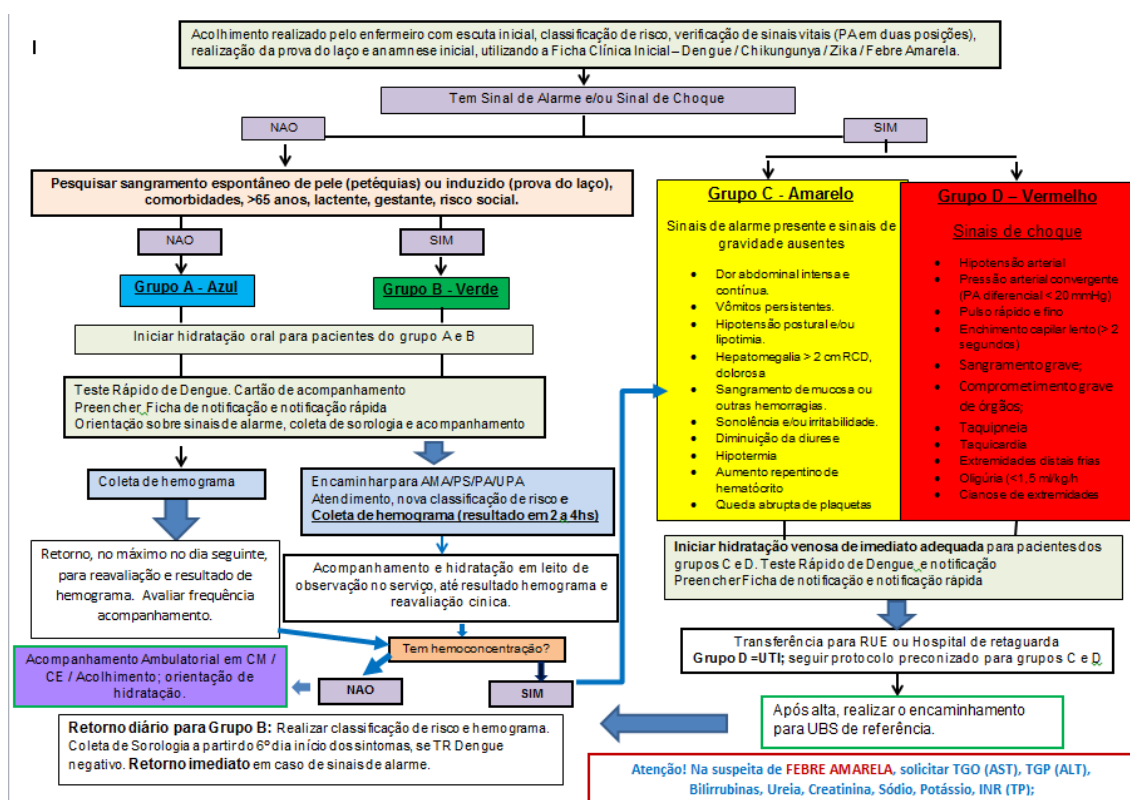 I
Acolhimento realizado pelo enfermeiro com escuta inicial, classificação de risco, verificação de sinais vitais (PA em duas posições),
realização da prova do laço e anamnese inicial, utilizando a Ficha Clínica Inicial – Dengue / Chikungunya / Zika / Febre Amarela.
Tem Sinal de Alarme e/ou Sinal de Choque
NAO
SIM
Pesquisar sangramento espontâneo de pele (petéquias) ou induzido (prova do laço),
comorbidades, >65 anos, lactente, gestante, risco social.
NAO
SIM
Grupo A - Azul
Grupo B - Verde
Iniciar hidratação oral para pacientes do grupo A e B
Teste Rápido de Dengue. Cartão de acompanhamento
Preencher Ficha de notificação e notificação rápida
Orientação sobre sinais de alarme, coleta de sorologia e acompanhamento
Coleta de hemograma
Encaminhar para AMA/PS/PA/UPA
Atendimento, nova classificação de risco e
Coleta de hemograma (resultado em 2 a 4hs)
Retorno, no máximo no dia seguinte,
para reavaliação e resultado de
hemograma. Avaliar frequência
acompanhamento.
Acompanhamento e hidratação em leito de
observação no serviço, até resultado hemograma e
reavaliação cínica.
Tem hemoconcentração?
NAO
SIM
Acompanhamento Ambulatorial em CM /
CE / Acolhimento; orientação de
hidratação.
Retorno diário para Grupo B: Realizar classificação de risco e hemograma.
Coleta de Sorologia a partir do 6º dia início dos sintomas, se TR Dengue
negativo. Retorno imediato em caso de sinais de alarme.
Grupo C - Amarelo
Sinais de alarme presente e sinais de
gravidade ausentes
• Dor abdominal intensa e
contínua.
• Vômitos persistentes.
• Hipotensão postural e/ou
lipotimia.
• Hepatomegalia > 2 cm RCD,
dolorosa
• Sangramento de mucosa ou
outras hemorragias.
• Sonolência e/ou irritabilidade.
• Diminuição da diurese
• Hipotermia
• Aumento repentino de
hematócrito
• Queda abrupta de plaquetas
Grupo D – Vermelho
Sinais de choque
• Hipotensão arterial
• Pressão arterial convergente
(PA diferencial < 20 mmHg)
• Pulso rápido e fino
• Enchimento capilar lento (> 2
segundos)
• Sangramento grave;
• Comprometimento grave
de órgãos;
• Taquipneia
• Taquicardia
• Extremidades distais frias
• Oligúria (<1,5 ml/kg/h
• Cianose de extremidades
Iniciar hidratação venosa de imediato adequada para pacientes dos
grupos C e D. Teste Rápido de Dengue e notificação
Preencher Ficha de notificação e notificação rápida
Transferência para RUE ou Hospital de retaguarda
Grupo D =UTI; seguir protocolo preconizado para grupos C e D.
Após alta, realizar o encaminhamento
para UBS de referência.
Atenção! Na suspeita de FEBRE AMARELA, solicitar TGO (AST), TGP (ALT),
Bilirrubinas, Ureia, Creatinina, Sódio, Potássio, INR (TP);